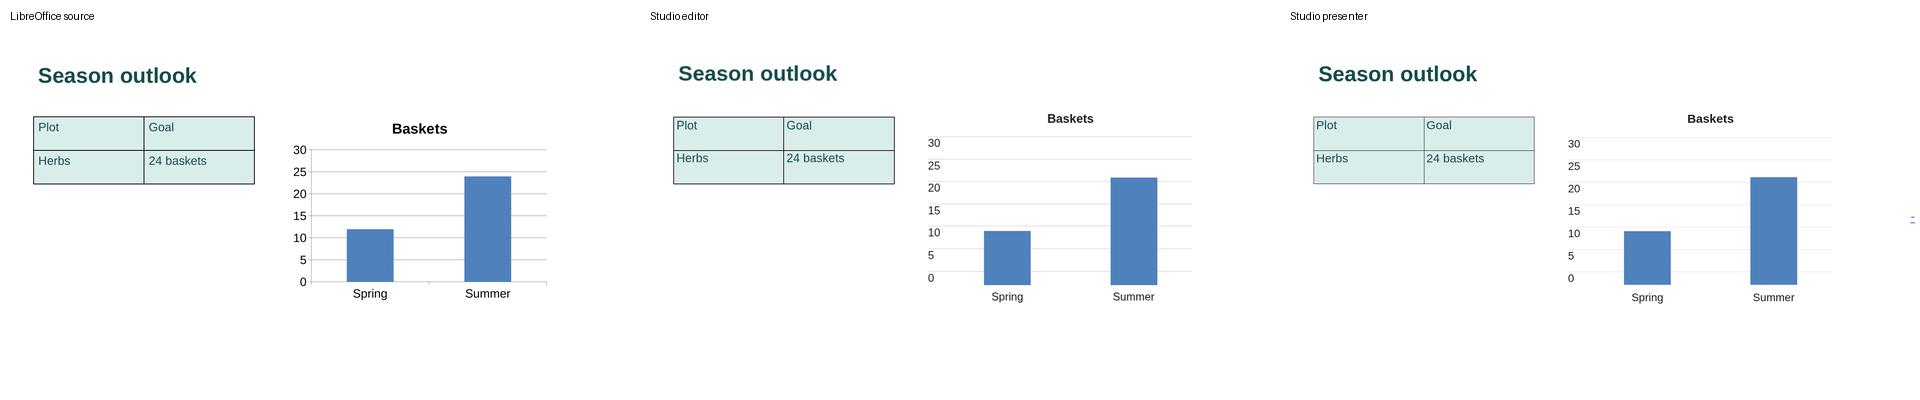 LibreOffice source
Season outlook
Plot Goal
Herbs 24 baskets
Baskets
30
25
20
15
10
5
0
Spring Summer
Studio editor
Season outlook
Plot Goal
Herbs 24 baskets
Baskets
30
25
20
15
10
5
0
Spring Summer
Studio presenter
Season outlook
Plot Goal
Herbs 24 baskets
Baskets
30
25
20
15
10
5
0
Spring Summer